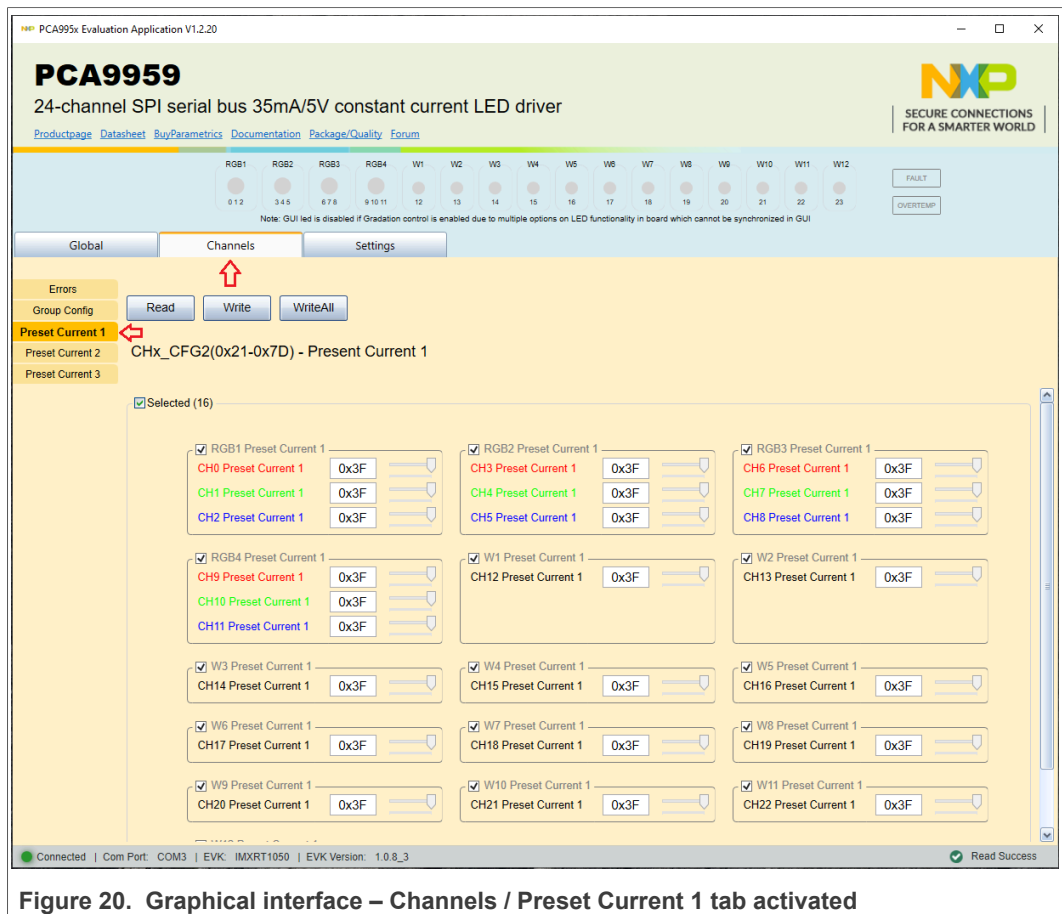 PCA995x Evaluation Application V1.2.20
PCA9959
24-channel SPI serial bus 35mA/5V constant current LED driver
Productpage Datasheet BuyParametrics Documentation Package/Quality Forum
NXP
SECURE CONNECTIONS
FOR A SMARTER WORLD
RGB1 RGB2 RGB3 RGB4 W1 W2 W3 W4 W5 W6 W7 W8 W9 W10 W11 W12
0 1 2 3 4 5 6 7 8 9 10 11 12 13 14 15 16 17 18 19 20 21 22 23
FAULT
OVERTEMP
Note: GUI led is disabled if Gradation control is enabled due to multiple options on LED functionality in board which cannot be synchronized in GUI
Global Channels Settings
Errors
Group Config
Preset Current 1
Preset Current 2
Preset Current 3
Read Write WriteAll
CHx_CFG2(0x21-0x7D) - Present Current 1
Selected (16)
RGB1 Preset Current 1 RGB2 Preset Current 1 RGB3 Preset Current 1
CH0 Preset Current 1 0x3F CH3 Preset Current 1 0x3F CH6 Preset Current 1 0x3F
CH1 Preset Current 1 0x3F CH4 Preset Current 1 0x3F CH7 Preset Current 1 0x3F
CH2 Preset Current 1 0x3F CH5 Preset Current 1 0x3F CH8 Preset Current 1 0x3F
RGB4 Preset Current 1 W1 Preset Current 1 W2 Preset Current 1
CH9 Preset Current 1 0x3F CH12 Preset Current 1 0x3F CH13 Preset Current 1 0x3F
CH10 Preset Current 1 0x3F
CH11 Preset Current 1 0x3F
W3 Preset Current 1 W4 Preset Current 1 W5 Preset Current 1
CH14 Preset Current 1 0x3F CH15 Preset Current 1 0x3F CH16 Preset Current 1 0x3F
W6 Preset Current 1 W7 Preset Current 1 W8 Preset Current 1
CH17 Preset Current 1 0x3F CH18 Preset Current 1 0x3F CH19 Preset Current 1 0x3F
W9 Preset Current 1 W10 Preset Current 1 W11 Preset Current 1
CH20 Preset Current 1 0x3F CH21 Preset Current 1 0x3F CH22 Preset Current 1 0x3F
Connected | Com Port: COM3 | EVK: IMXRT1050 | EVK Version: 1.0.8_3 Read Success
Figure 20. Graphical interface – Channels / Preset Current 1 tab activated